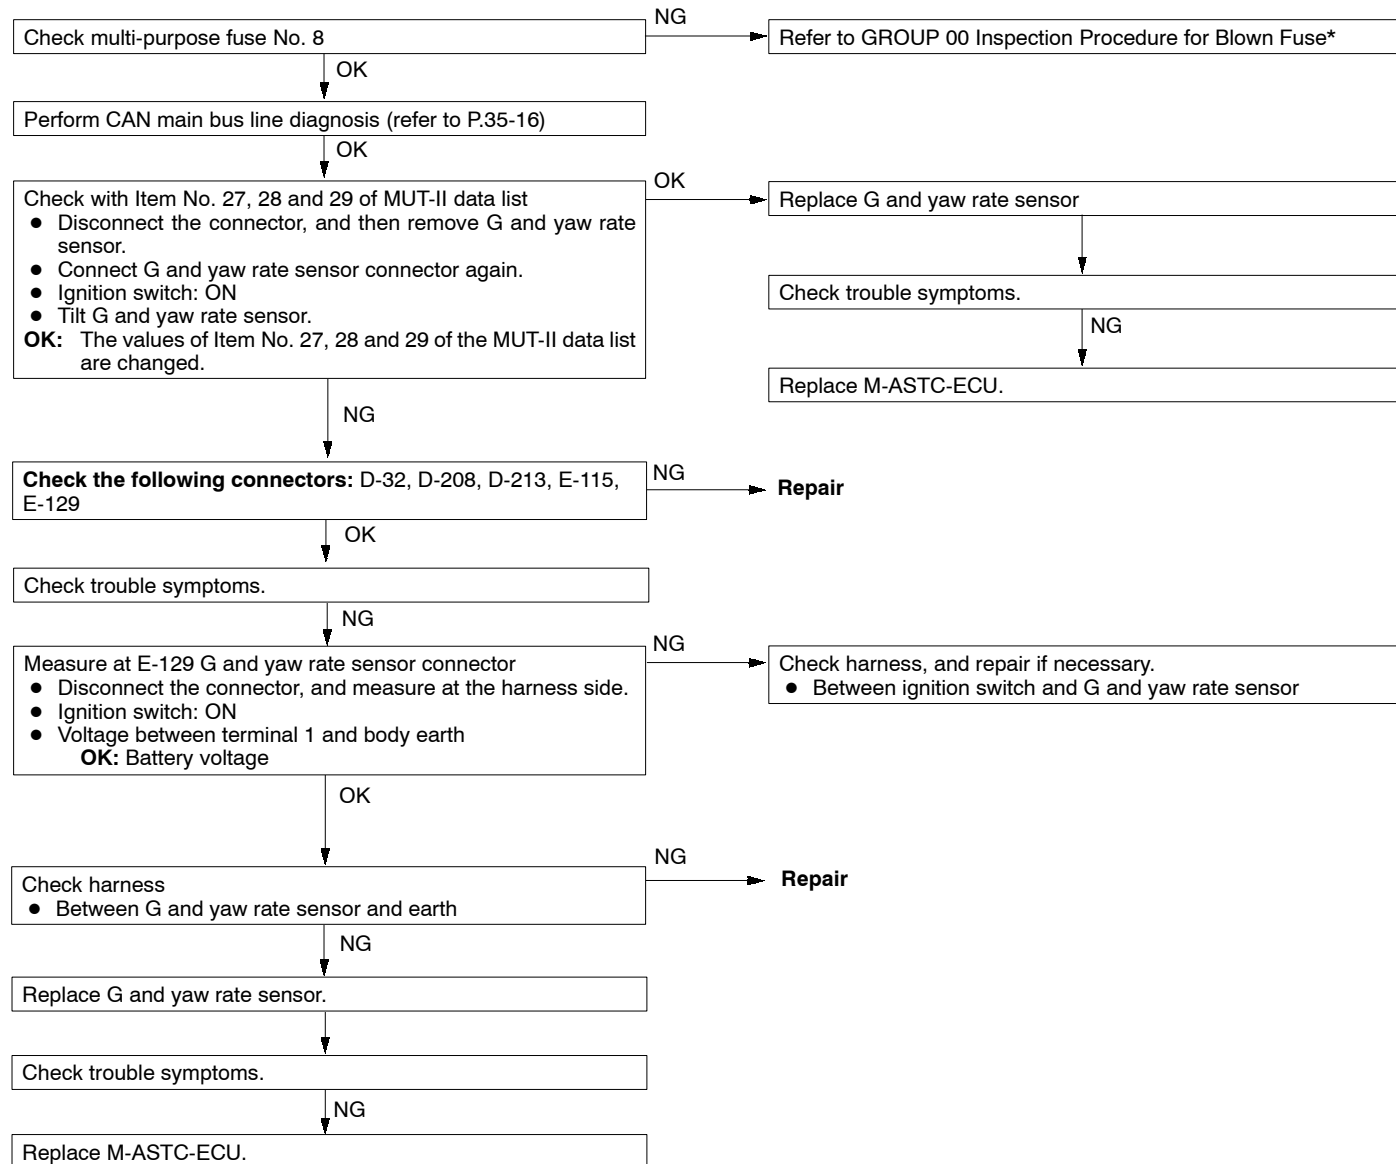 NG
Check multi-purpose fuse No. 8
Refer to GROUP 00 Inspection Procedure for Blown Fuse*
OK
Perform CAN main bus line diagnosis (refer to P.35-16)
OK
Check with Item No. 27, 28 and 29 of MUT-II data list
● Disconnect the connector, and then remove G and yaw rate
sensor.
● Connect G and yaw rate sensor connector again.
● Ignition switch: ON
● Tilt G and yaw rate sensor.
OK: The values of Item No. 27, 28 and 29 of the MUT-II data list
are changed.
OK
Replace G and yaw rate sensor
Check trouble symptoms.
NG
Replace M-ASTC-ECU.
NG
Check the following connectors: D-32, D-208, D-213, E-115,
E-129
NG
Repair
OK
Check trouble symptoms.
NG
Measure at E-129 G and yaw rate sensor connector
● Disconnect the connector, and measure at the harness side.
● Ignition switch: ON
● Voltage between terminal 1 and body earth
OK: Battery voltage
NG
Check harness, and repair if necessary.
● Between ignition switch and G and yaw rate sensor
OK
Check harness
● Between G and yaw rate sensor and earth
NG
Repair
NG
Replace G and yaw rate sensor.
Check trouble symptoms.
NG
Replace M-ASTC-ECU.